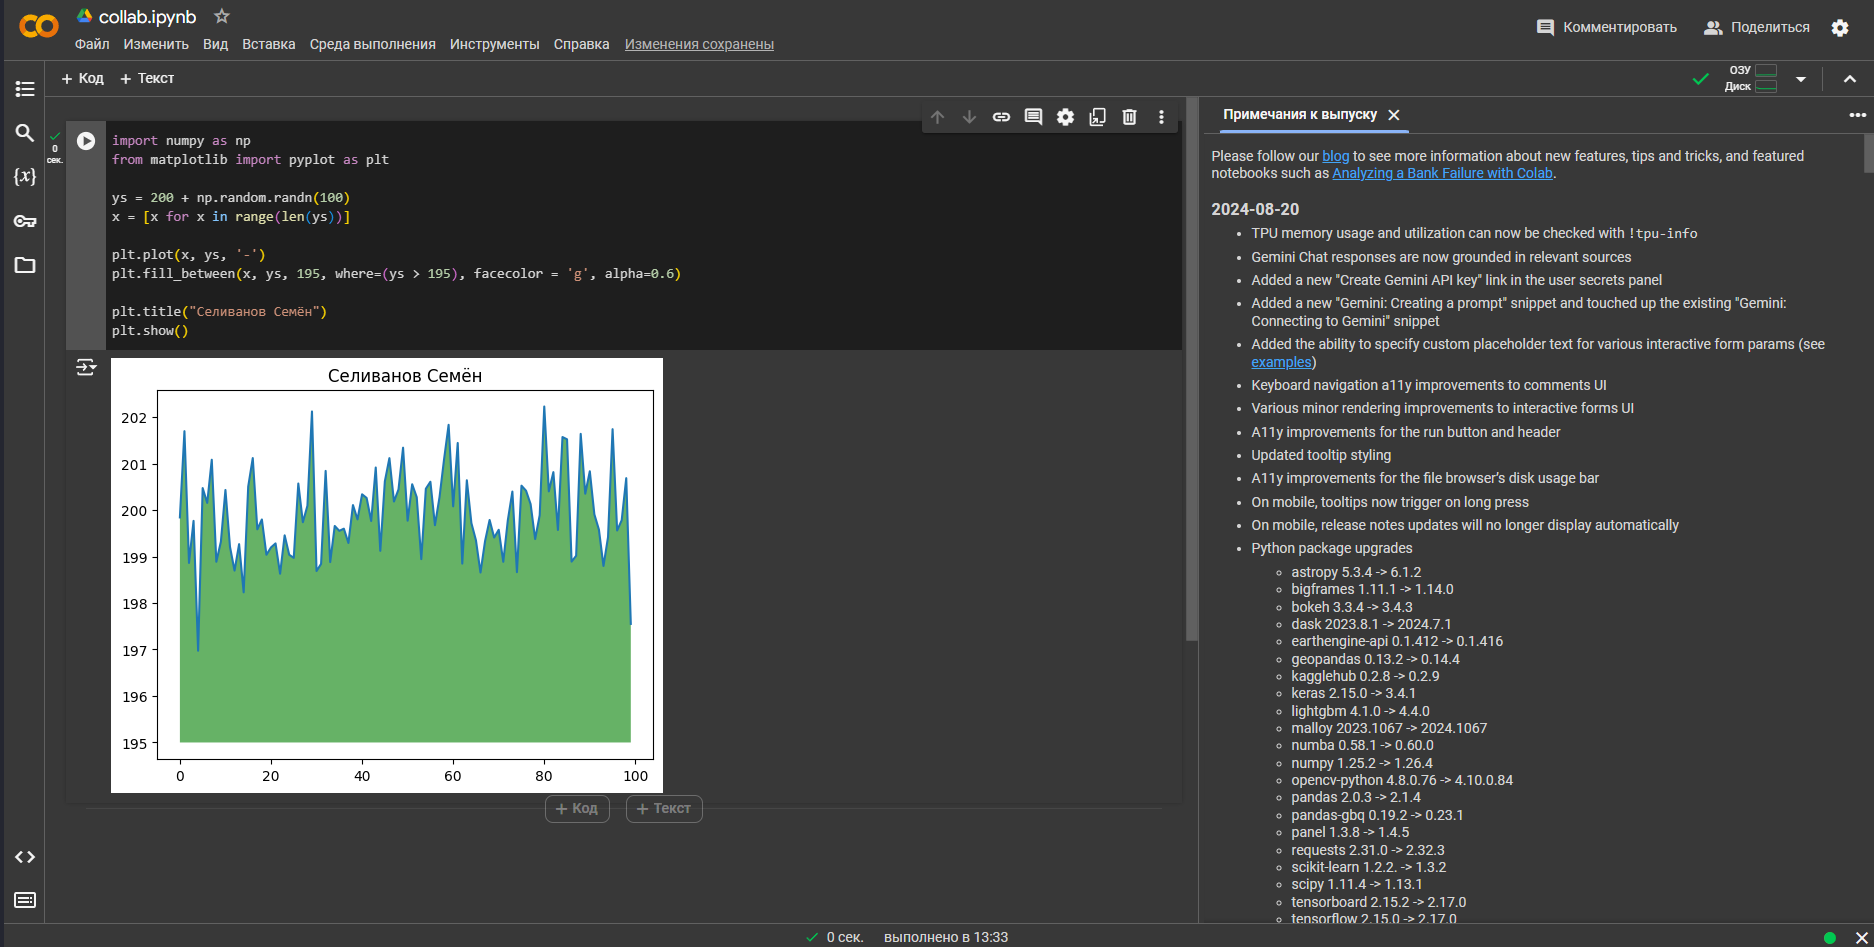 collab.ipynb
Файл Изменить Вид Вставка Среда выполнения Инструменты Справка Изменения сохранены
Комментировать Поделиться
+ Код + Текст
ОЗУ
Диск
0
сек.
import numpy as np
from matplotlib import pyplot as plt
ys = 200 + np.random.randn(100)
x = [x for x in range(len(ys))]
plt.plot(x, ys, '-')
plt.fill_between(x, ys, 195, where=(ys > 195), facecolor = 'g', alpha=0.6)
plt.title("Селиванов Семён")
plt.show()
Селиванов Семён
202
201
200
199
198
197
196
195
0 20 40 60 80 100
+ Код + Текст
Примечания к выпуску
Please follow our blog to see more information about new features, tips and tricks, and featured
notebooks such as Analyzing a Bank Failure with Colab.
2024-08-20
• TPU memory usage and utilization can now be checked with !tpu-info
• Gemini Chat responses are now grounded in relevant sources
• Added a new "Create Gemini API key" link in the user secrets panel
• Added a new "Gemini: Creating a prompt" snippet and touched up the existing "Gemini:
Connecting to Gemini" snippet
• Added the ability to specify custom placeholder text for various interactive form params (see
examples)
• Keyboard navigation a11y improvements to comments UI
• Various minor rendering improvements to interactive forms UI
• A11y improvements for the run button and header
• Updated tooltip styling
• A11y improvements for the file browser's disk usage bar
• On mobile, tooltips now trigger on long press
• On mobile, release notes updates will no longer display automatically
• Python package upgrades
◦ astropy 5.3.4 -> 6.1.2
◦ bigframes 1.11.1 -> 1.14.0
◦ bokeh 3.3.4 -> 3.4.3
◦ dask 2023.8.1 -> 2024.7.1
◦ earthengine-api 0.1.412 -> 0.1.416
◦ geopandas 0.13.2 -> 0.14.4
◦ kagglehub 0.2.8 -> 0.2.9
◦ keras 2.15.0 -> 3.4.1
◦ lightgbm 4.1.0 -> 4.4.0
◦ malloy 2023.1067 -> 2024.1067
◦ numba 0.58.1 -> 0.60.0
◦ numpy 1.25.2 -> 1.26.4
◦ opencv-python 4.8.0.76 -> 4.10.0.84
◦ pandas 2.0.3 -> 2.1.4
◦ pandas-gbq 0.19.2 -> 0.23.1
◦ panel 1.3.8 -> 1.4.5
◦ requests 2.31.0 -> 2.32.3
◦ scikit-learn 1.2.2. -> 1.3.2
◦ scipy 1.11.4 -> 1.13.1
◦ tensorboard 2.15.2 -> 2.17.0
◦ tensorflow 2.15.0 -> 2.17.0
0 сек. выполнено в 13:33